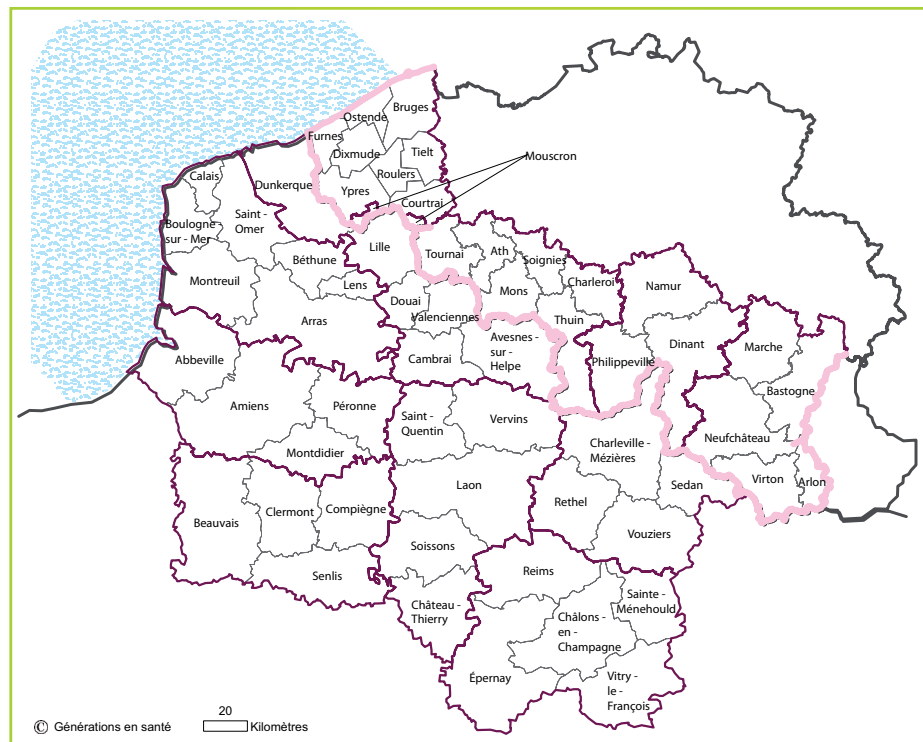 Bruges
Ostende
Furnes
Dixmude
Tielt
Mouscron
Roulers
Calais
Dunkerque
Ypres
Courtrai
Boulogne
sur - Mer
Saint -
Omer
Lille
Tournai
Ath
Soignies
Béthune
Charleroi
Montreuil
Lens
Mons
Namur
Douai
Valenciennes
Thuin
Arras
Avesnes -
sur -
Helpe
Dinant
Marche
Abbeville
Cambrai
Philippeville
Bastogne
Amiens
Péronne
Saint -
Quentin
Vervins
Charleville -
Mézières
Neufchâteau
Montdidier
Laon
Sedan
Virton
Arlon
Rethel
Beauvais
Clermont
Compiègne
Vouziers
Soissons
Senlis
Reims
Sainte -
Ménehould
Château -
Thierry
Châlons -
en -
Champagne
Épernay
Vitry -
le -
François
20
© Générations en santé
Kilomètres